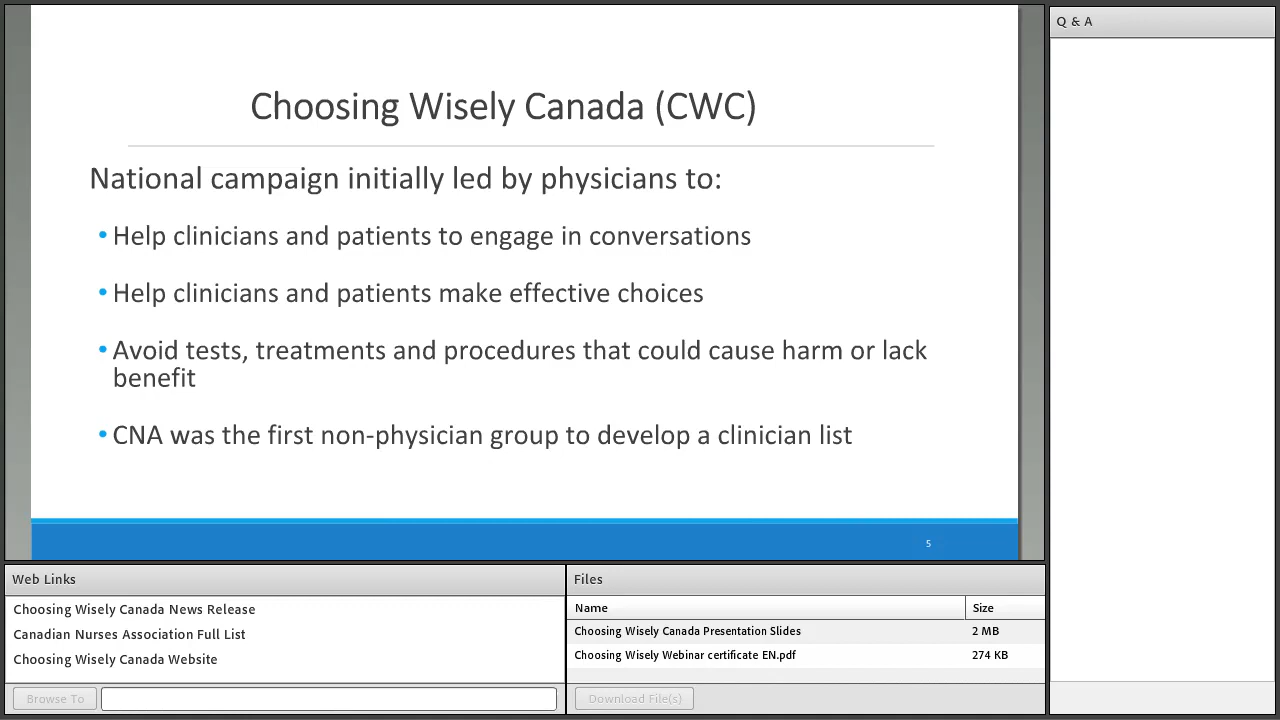 Choosing Wisely Canada (CWC)
National campaign initially led by physicians to:
• Help clinicians and patients to engage in conversations
• Help clinicians and patients make effective choices
• Avoid tests, treatments and procedures that could cause harm or lack
benefit
• CNA was the first non-physician group to develop a clinician list
5
Q & A
Web Links
Choosing Wisely Canada News Release
Canadian Nurses Association Full List
Choosing Wisely Canada Website
Browse To
Files
Name Size
Choosing Wisely Canada Presentation Slides 2 MB
Choosing Wisely Webinar certificate EN.pdf 274 KB
Download File(s)